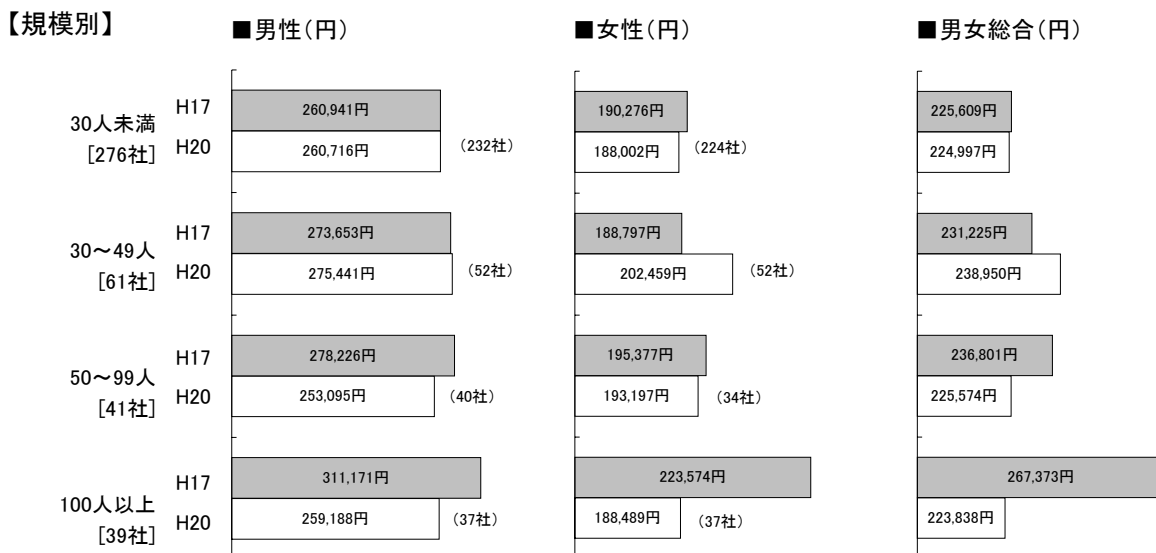 【規模別】 ■男性(円) ■女性(円) ■男女総合(円)
30人未満
[276社]
H17 260,941円 190,276円 225,609円
H20 260,716円 (232社) 188,002円 (224社) 224,997円
30～49人
[61社]
H17 273,653円 188,797円 231,225円
H20 275,441円 (52社) 202,459円 (52社) 238,950円
50～99人
[41社]
H17 278,226円 195,377円 236,801円
H20 253,095円 (40社) 193,197円 (34社) 225,574円
100人以上
[39社]
H17 311,171円 223,574円 267,373円
H20 259,188円 (37社) 188,489円 (37社) 223,838円